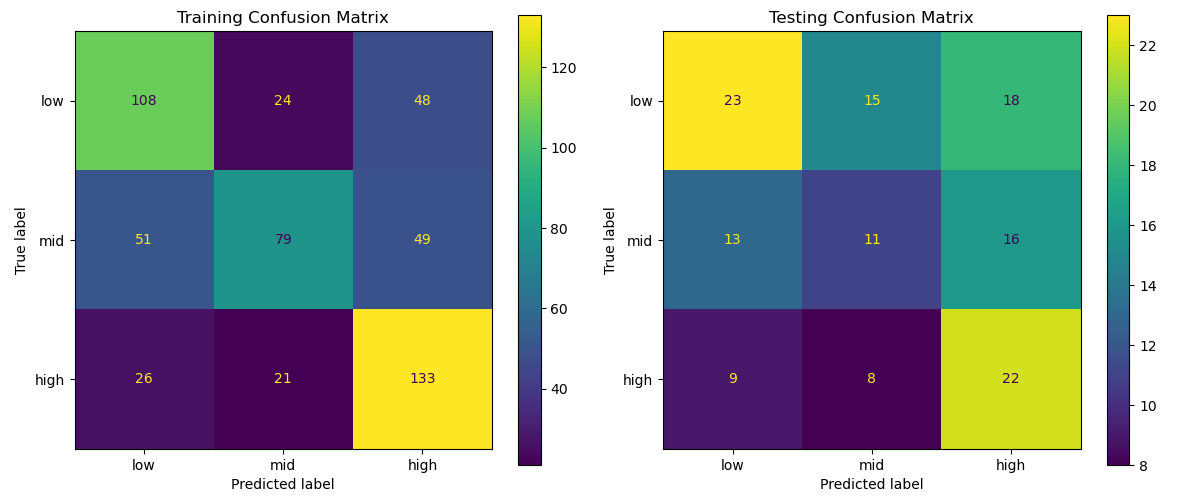 Training Confusion Matrix
True label
low
mid
high
108 24 48
51 79 49
26 21 133
low mid high
Predicted label
120
100
80
60
40
Testing Confusion Matrix
True label
low
mid
high
23 15 18
13 11 16
9 8 22
low mid high
Predicted label
22
20
18
16
14
12
10
8